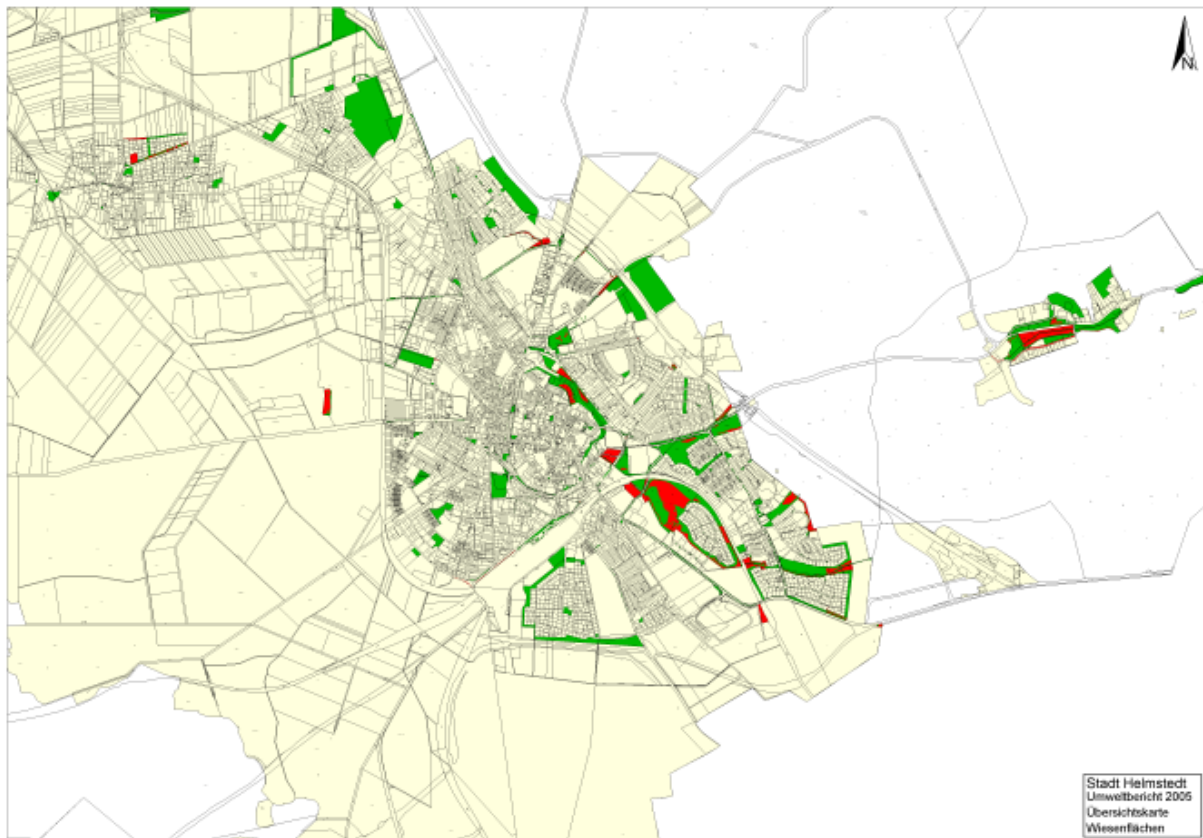 N
Stadt Helmstedt
Umweltbericht 2005
Übersichtskarte
Wiesenflächen